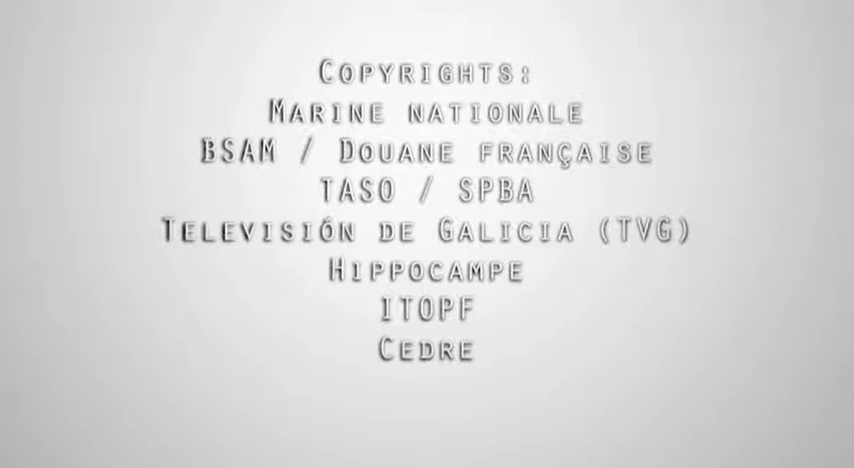 Copyrights:
Marine nationale
BSAM / Douane française
TASO / SPBA
Televisión de Galicia (TVG)
Hippocampe
ITOPF
Cedre